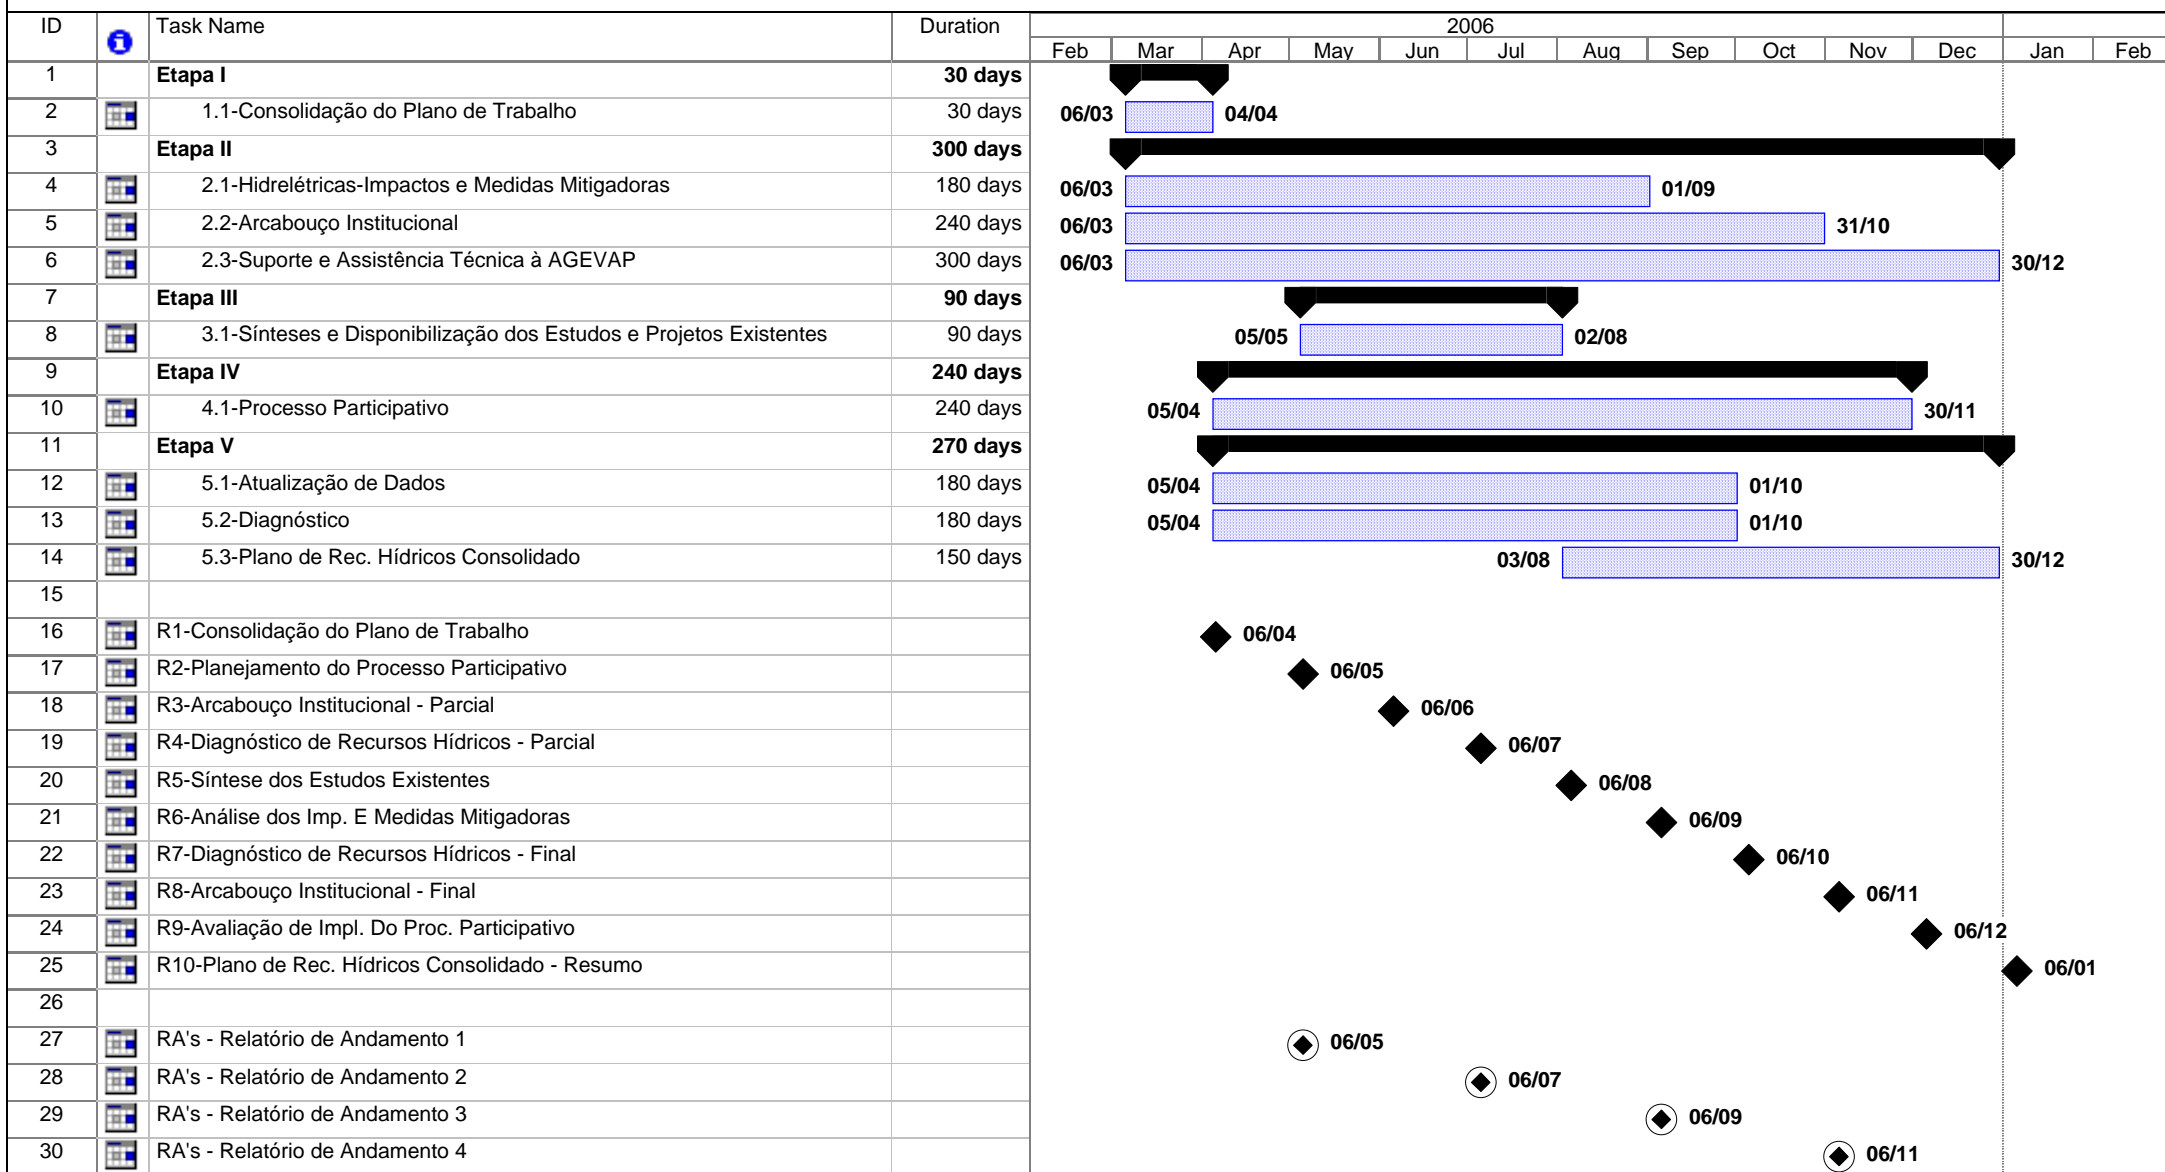 ID Task Name Duration 2006
Feb Mar Apr May Jun Jul Aug Sep Oct Nov Dec Jan Feb
1 Etapa I 30 days
2 1.1-Consolidação do Plano de Trabalho 30 days 06/03 04/04
3 Etapa II 300 days
4 2.1-Hidrelétricas-Impactos e Medidas Mitigadoras 180 days 06/03 01/09
5 2.2-Arcabouço Institucional 240 days 06/03 31/10
6 2.3-Suporte e Assistência Técnica à AGEVAP 300 days 06/03 30/12
7 Etapa III 90 days
8 3.1-Sínteses e Disponibilização dos Estudos e Projetos Existentes 90 days 05/05 02/08
9 Etapa IV 240 days
10 4.1-Processo Participativo 240 days 05/04 30/11
11 Etapa V 270 days
12 5.1-Atualização de Dados 180 days 05/04 01/10
13 5.2-Diagnóstico 180 days 05/04 01/10
14 5.3-Plano de Rec. Hídricos Consolidado 150 days 03/08 30/12
15
16 R1-Consolidação do Plano de Trabalho 06/04
17 R2-Planejamento do Processo Participativo 06/05
18 R3-Arcabouço Institucional - Parcial 06/06
19 R4-Diagnóstico de Recursos Hídricos - Parcial 06/07
20 R5-Síntese dos Estudos Existentes 06/08
21 R6-Análise dos Imp. E Medidas Mitigadoras 06/09
22 R7-Diagnóstico de Recursos Hídricos - Final 06/10
23 R8-Arcabouço Institucional - Final 06/11
24 R9-Avaliação de Impl. Do Proc. Participativo 06/12
25 R10-Plano de Rec. Hídricos Consolidado - Resumo 06/01
26
27 RA's - Relatório de Andamento 1 06/05
28 RA's - Relatório de Andamento 2 06/07
29 RA's - Relatório de Andamento 3 06/09
30 RA's - Relatório de Andamento 4 06/11